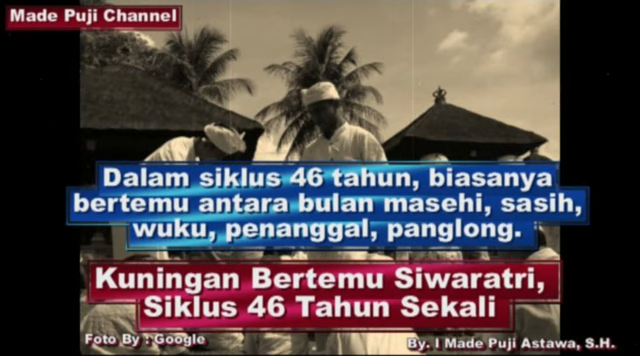 Made Puji Channel
Dalam siklus 46 tahun, biasanya
bertemu antara bulan masehi, sasih,
wuku, penanggal, panglong.
Kuningan Bertemu Siwaratri,
Siklus 46 Tahun Sekali
Foto By : Google
By. I Made Puji Astawa, S.H.